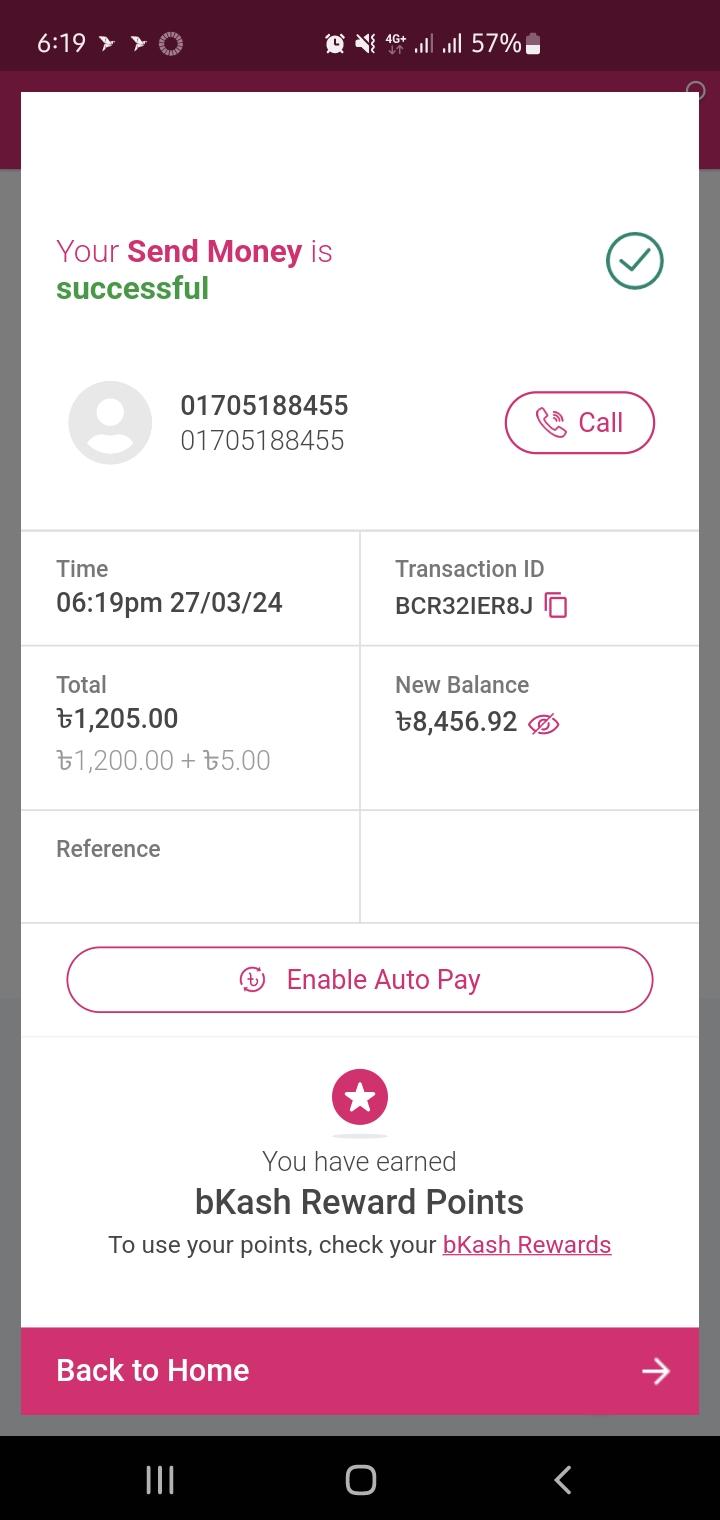 6:19 4G+ 57%
Your Send Money is
successful
01705188455
01705188455
Call
Time
06:19pm 27/03/24
Transaction ID
BCR32IER8J
Total
৳1,205.00
৳1,200.00 + ৳5.00
New Balance
৳8,456.92
Reference
Enable Auto Pay
You have earned
bKash Reward Points
To use your points, check your bKash Rewards
Back to Home